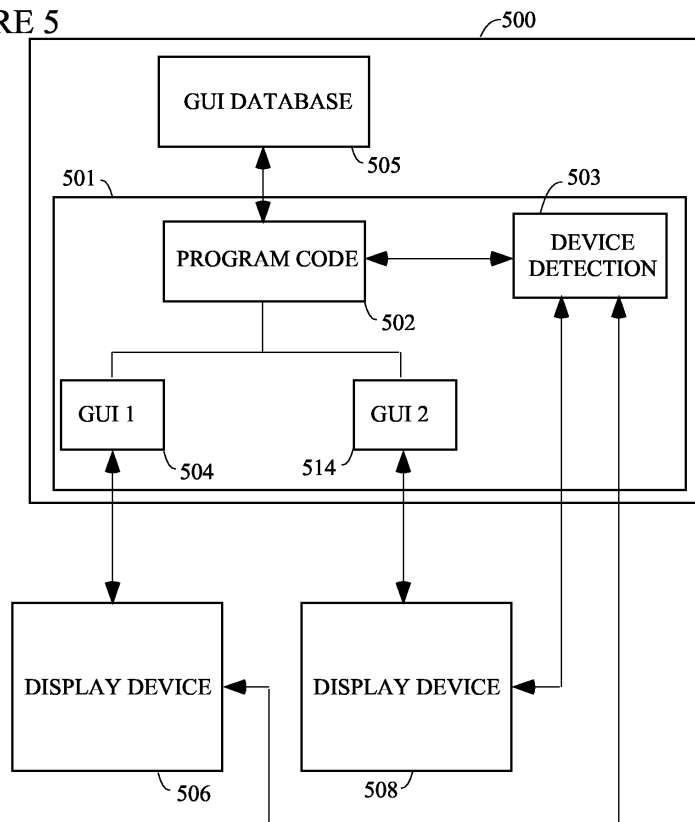 RE 5
500
GUI DATABASE
505
501
503
PROGRAM CODE
DEVICE
DETECTION
502
GUI 1
GUI 2
504
514
DISPLAY DEVICE
DISPLAY DEVICE
506
508